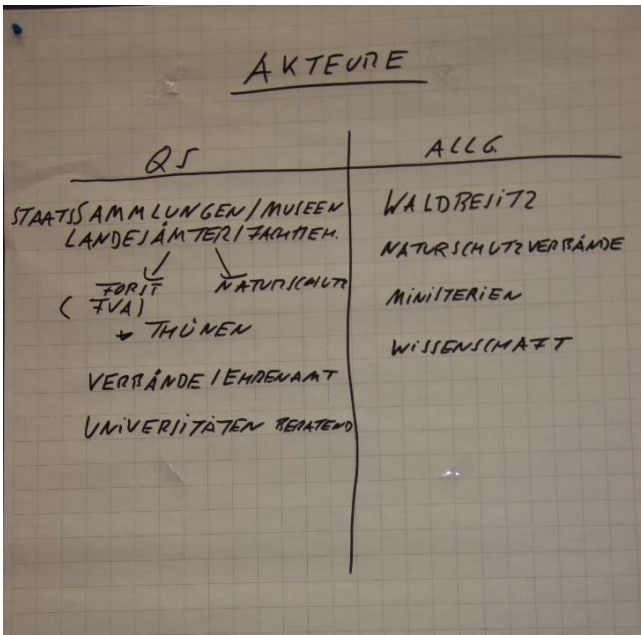 AKTEURE
QS
STAATSSAMMLUNGEN / MUSEEN
LANDESÄMTER / FACHBEH.
FORST NATURSCHUTZ
(FVA)
THÜNEN
VERBÄNDE / EHRENAMT
UNIVERSITÄTEN BERATEND
ALLG.
WALDBESITZ
NATURSCHUTZVERBÄNDE
MINISTERIEN
WISSENSCHAFT